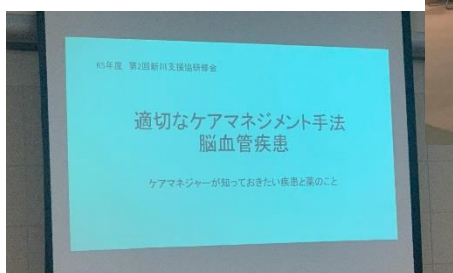 R5年度 第2回新川支援協研修会
適切なケアマネジメント手法
脳血管疾患
ケアマネジャーが知っておきたい疾患と薬のこと